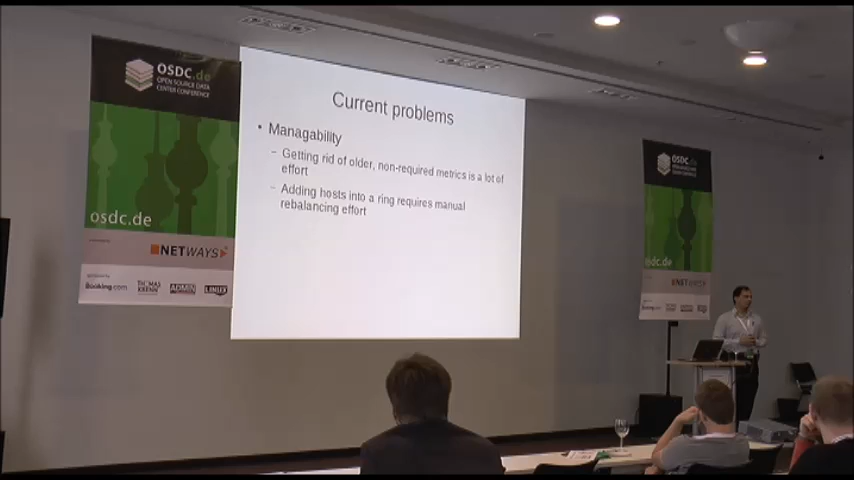 OSDC.de
OPEN SOURCE DATA
CENTER CONFERENCE
osdc.de
NETWAYS
Booking.com
THOMAS
KRENN
ADMIN
LINUX
Current problems
• Managability
– Getting rid of older, non-required metrics is a lot of
effort
– Adding hosts into a ring requires manual
rebalancing effort
OSDC.de
osdc.de
NETWAYS